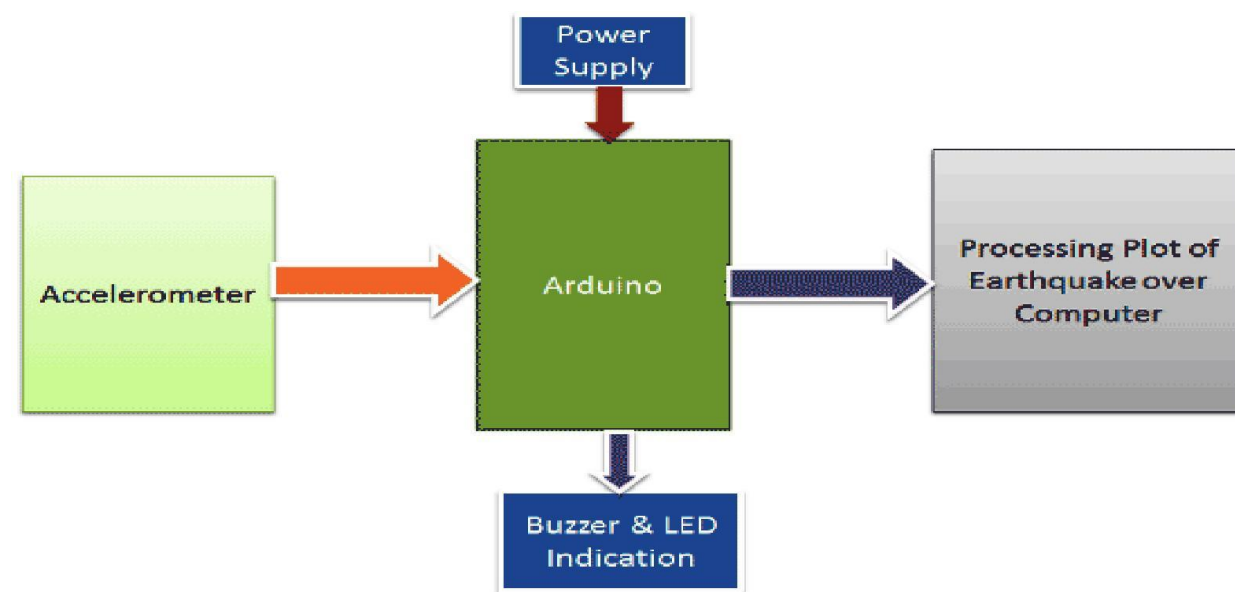 Power
Supply
Accelerometer
Arduino
Processing Plot of
Earthquake over
Computer
Buzzer & LED
Indication